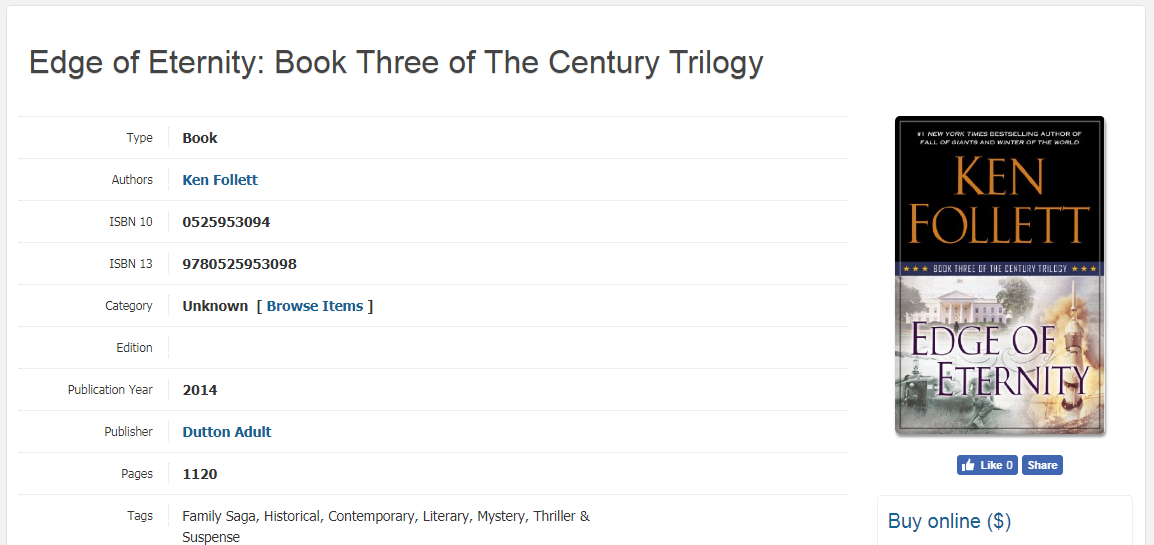 Edge of Eternity: Book Three of The Century Trilogy
Type Book
Authors Ken Follett
ISBN 10 0525953094
ISBN 13 9780525953098
Category Unknown [ Browse Items ]
Edition
Publication Year 2014
Publisher Dutton Adult
Pages 1120
Tags Family Saga, Historical, Contemporary, Literary, Mystery, Thriller &
Suspense
#1 NEW YORK TIMES BESTSELLING AUTHOR OF
FALL OF GIANTS AND WINTER OF THE WORLD
KEN
FOLLETT
BOOK THREE OF THE CENTURY TRILOGY
EDGE OF
ETERNITY
Like 0 Share
Buy online ($)